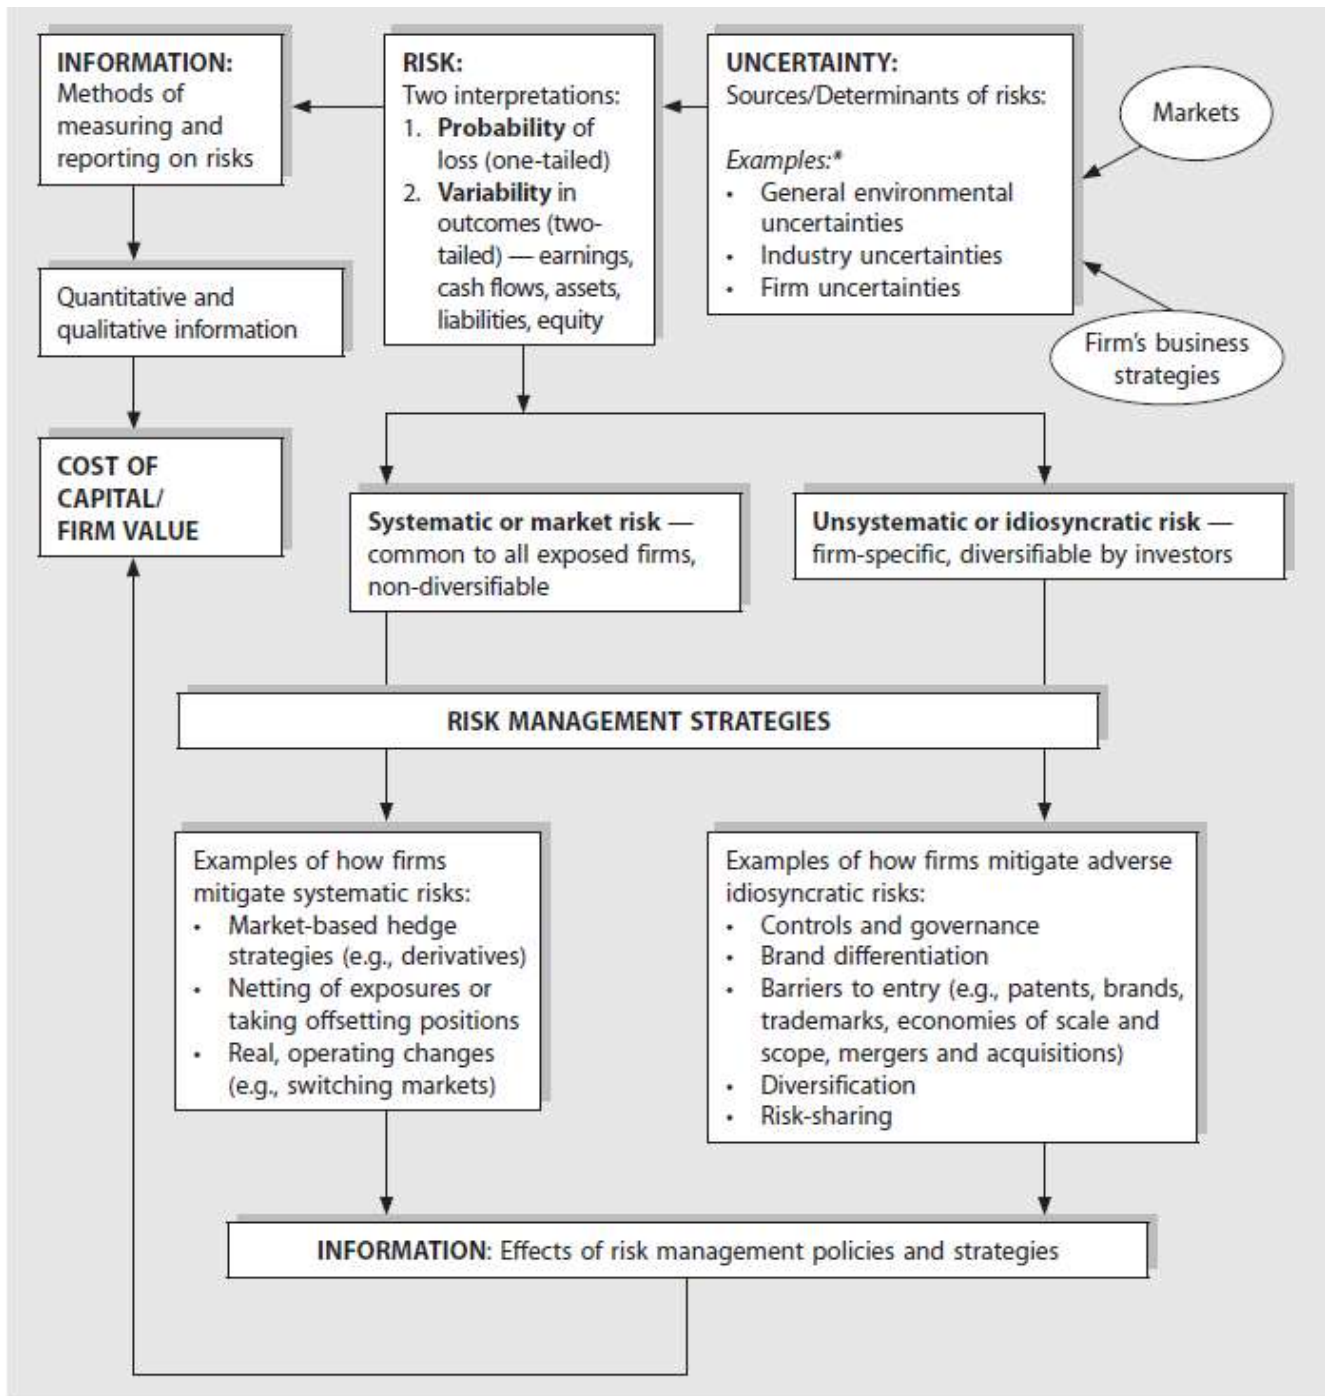 INFORMATION:
Methods of
measuring and
reporting on risks
RISK:
Two interpretations:
1. Probability of
loss (one-tailed)
2. Variability in
outcomes (two-
tailed) — earnings,
cash flows, assets,
liabilities, equity
UNCERTAINTY:
Sources/Determinants of risks:
Examples:*
• General environmental
uncertainties
• Industry uncertainties
• Firm uncertainties
Markets
Firm's business
strategies
Quantitative and
qualitative information
COST OF
CAPITAL/
FIRM VALUE
Systematic or market risk —
common to all exposed firms,
non-diversifiable
Unsystematic or idiosyncratic risk —
firm-specific, diversifiable by investors
RISK MANAGEMENT STRATEGIES
Examples of how firms
mitigate systematic risks:
• Market-based hedge
strategies (e.g., derivatives)
• Netting of exposures or
taking offsetting positions
• Real, operating changes
(e.g., switching markets)
Examples of how firms mitigate adverse
idiosyncratic risks:
• Controls and governance
• Brand differentiation
• Barriers to entry (e.g., patents, brands,
trademarks, economies of scale and
scope, mergers and acquisitions)
• Diversification
• Risk-sharing
INFORMATION: Effects of risk management policies and strategies